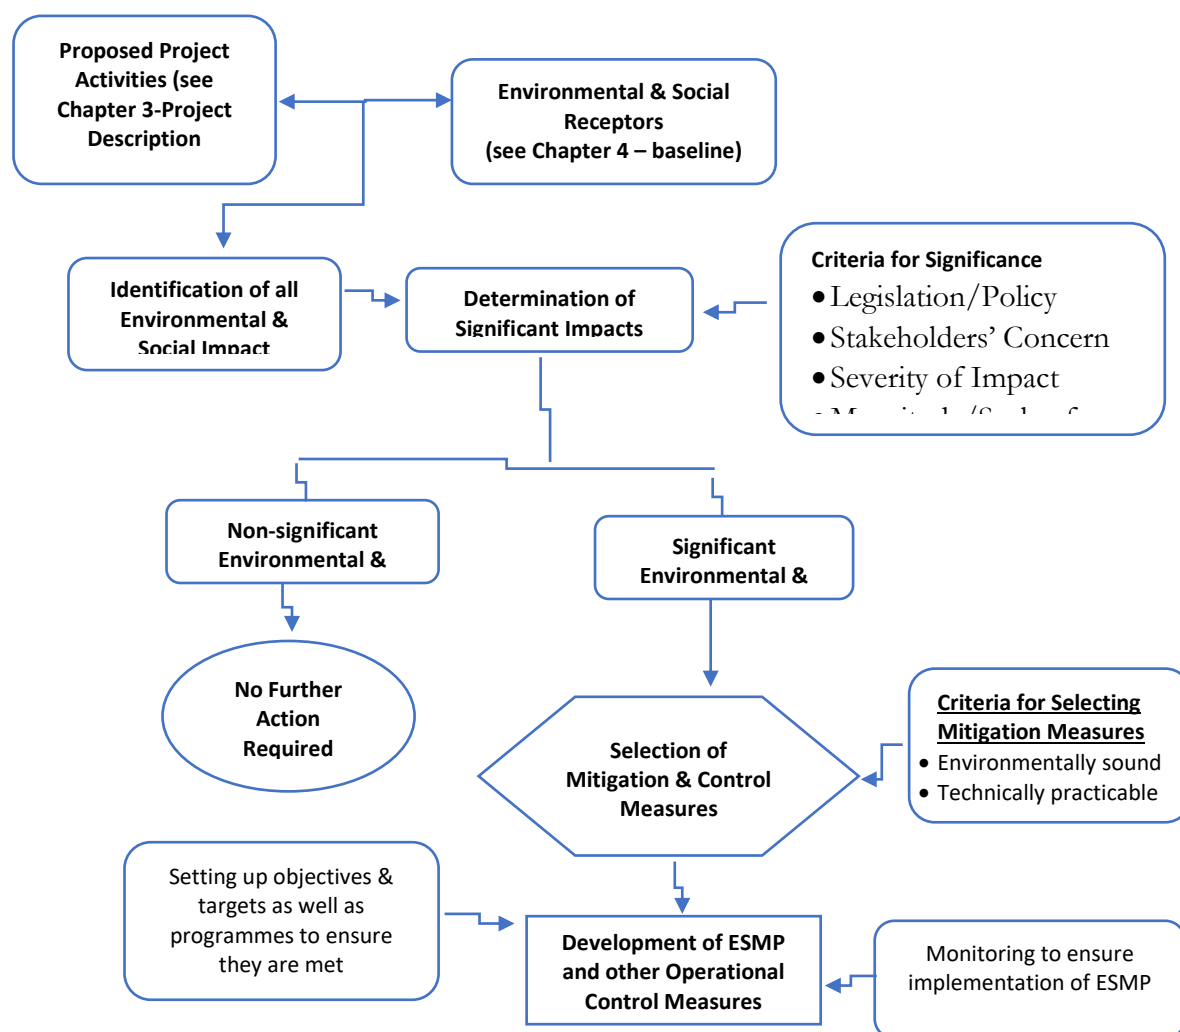 Proposed Project
Activities (see
Chapter 3-Project
Description
Environmental & Social
Receptors
(see Chapter 4 – baseline)
Identification of all
Environmental &
Social Impact
Determination of
Significant Impacts
Criteria for Significance
• Legislation/Policy
• Stakeholders’ Concern
• Severity of Impact
Non-significant
Environmental &
Significant
Environmental &
No Further
Action
Required
Selection of
Mitigation & Control
Measures
Criteria for Selecting
Mitigation Measures
• Environmentally sound
• Technically practicable
Setting up objectives &
targets as well as
programmes to ensure
they are met
Development of ESMP
and other Operational
Control Measures
Monitoring to ensure
implementation of ESMP